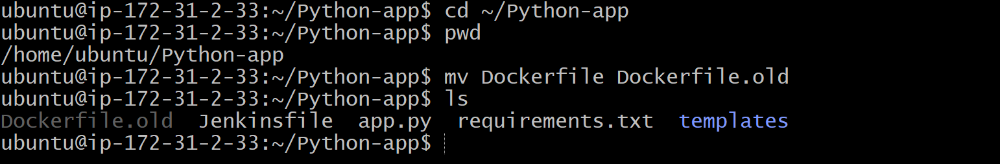 ubuntu@ip-172-31-2-33:~/Python-app$ cd ~/Python-app
ubuntu@ip-172-31-2-33:~/Python-app$ pwd
/home/ubuntu/Python-app
ubuntu@ip-172-31-2-33:~/Python-app$ mv Dockerfile Dockerfile.old
ubuntu@ip-172-31-2-33:~/Python-app$ ls
Dockerfile.old  Jenkinsfile  app.py  requirements.txt  templates
ubuntu@ip-172-31-2-33:~/Python-app$